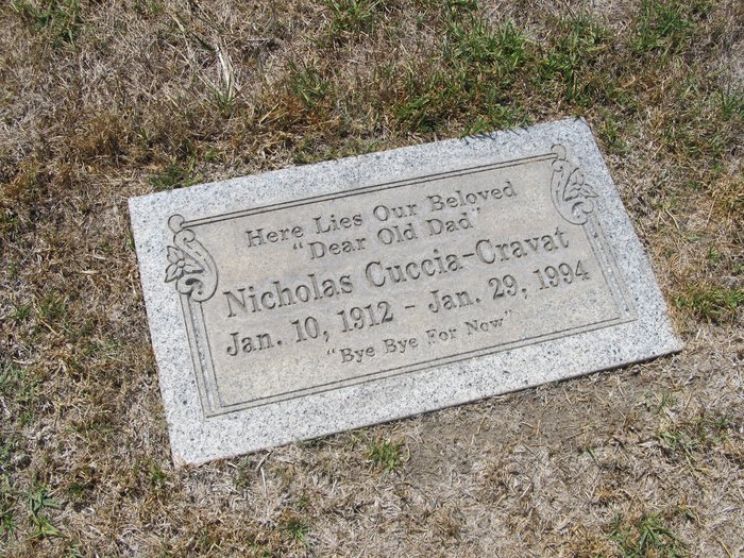 Here Lies Our Beloved
"Dear Old Dad"
Nicholas Cuccia-Cravat
Jan. 10, 1912 - Jan. 29, 1994
"Bye Bye For Now"